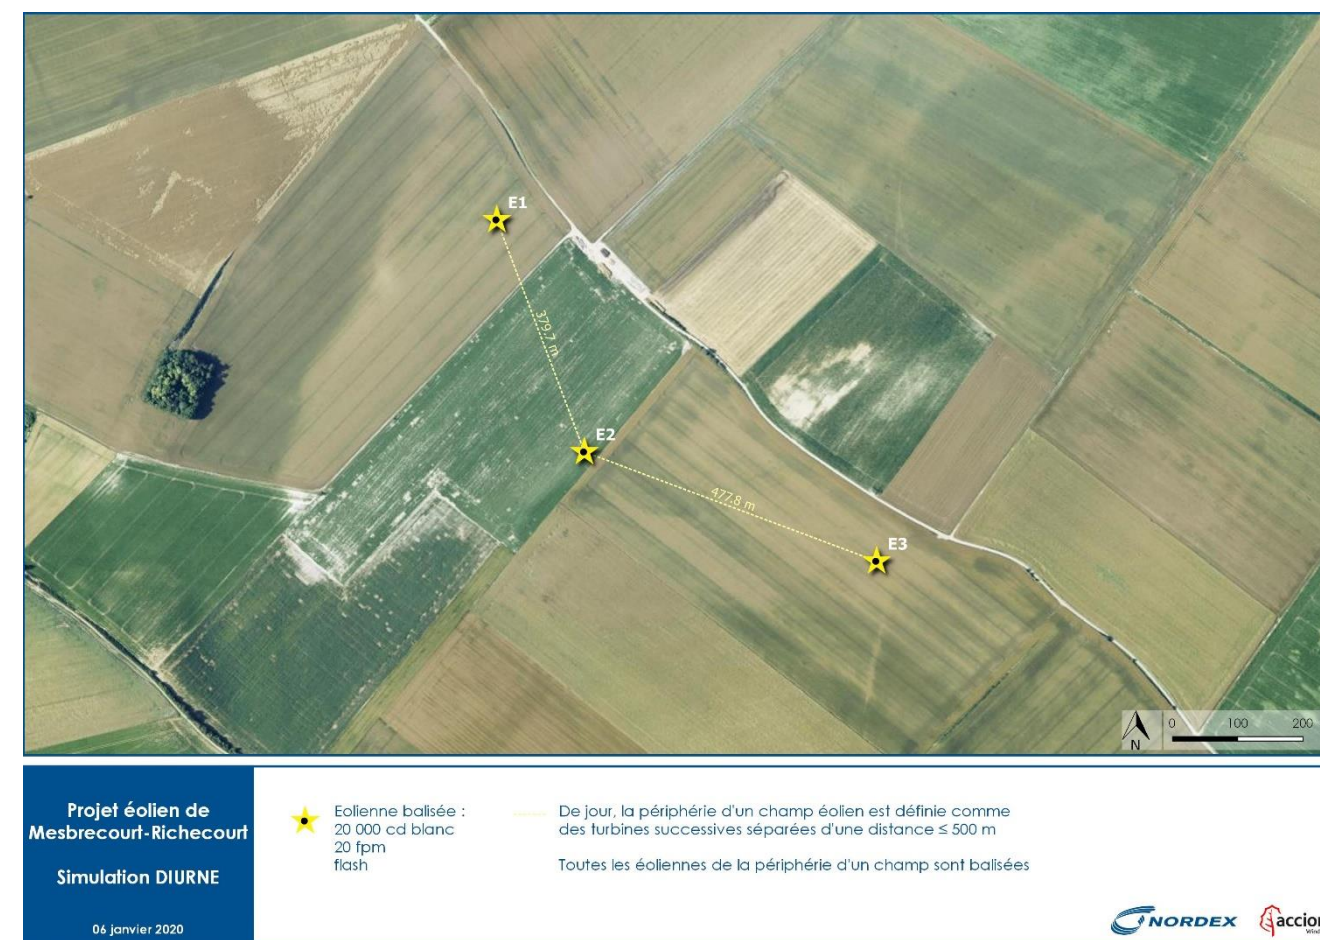 E1
379.7 m
E2
477.8 m
E3
0 100 200
N
Projet éolien de
Mesbrecourt-Richecourt
Simulation DIURNE
06 janvier 2020
Eolienne balisée :
20 000 cd blanc
20 fpm
flash
De jour, la périphérie d'un champ éolien est définie comme
des turbines successives séparées d'une distance ≤ 500 m
Toutes les éoliennes de la périphérie d'un champ sont balisées
NORDEX
accio
Wind